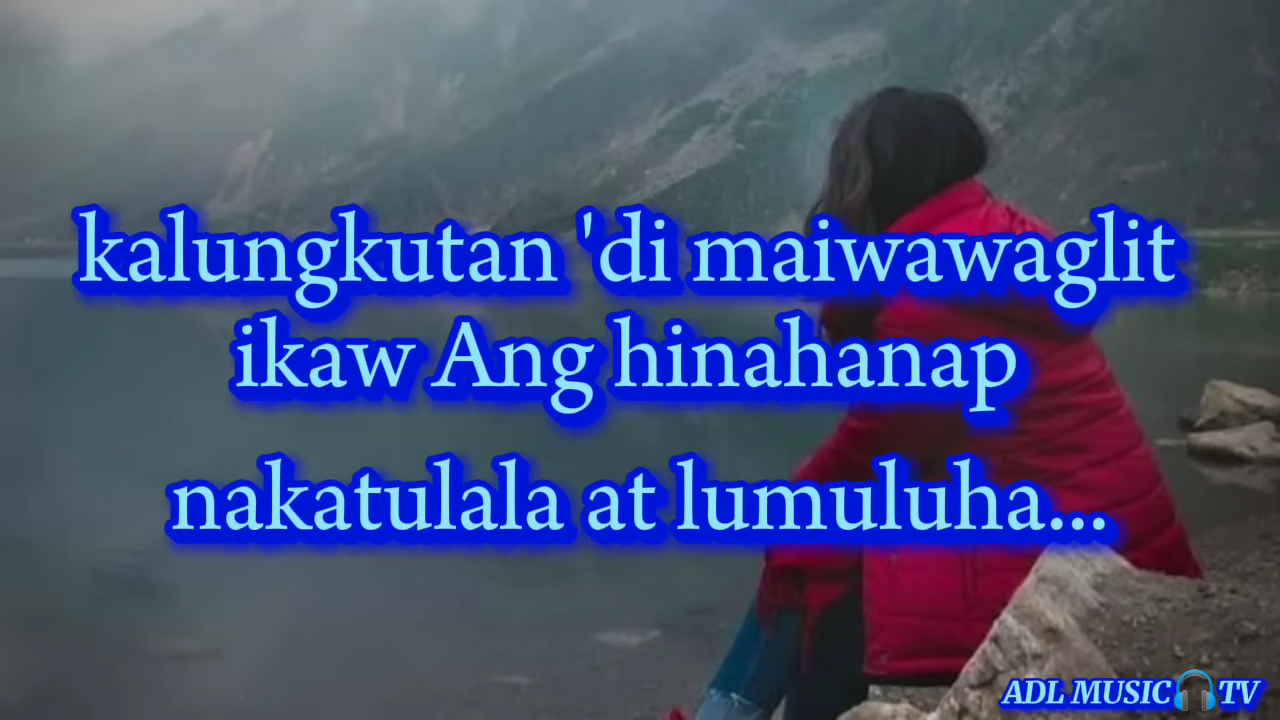 kalungkutan 'di maiwawaglit
ikaw Ang hinahanap
nakatulala at lumuluha...
ADL MUSIC TV